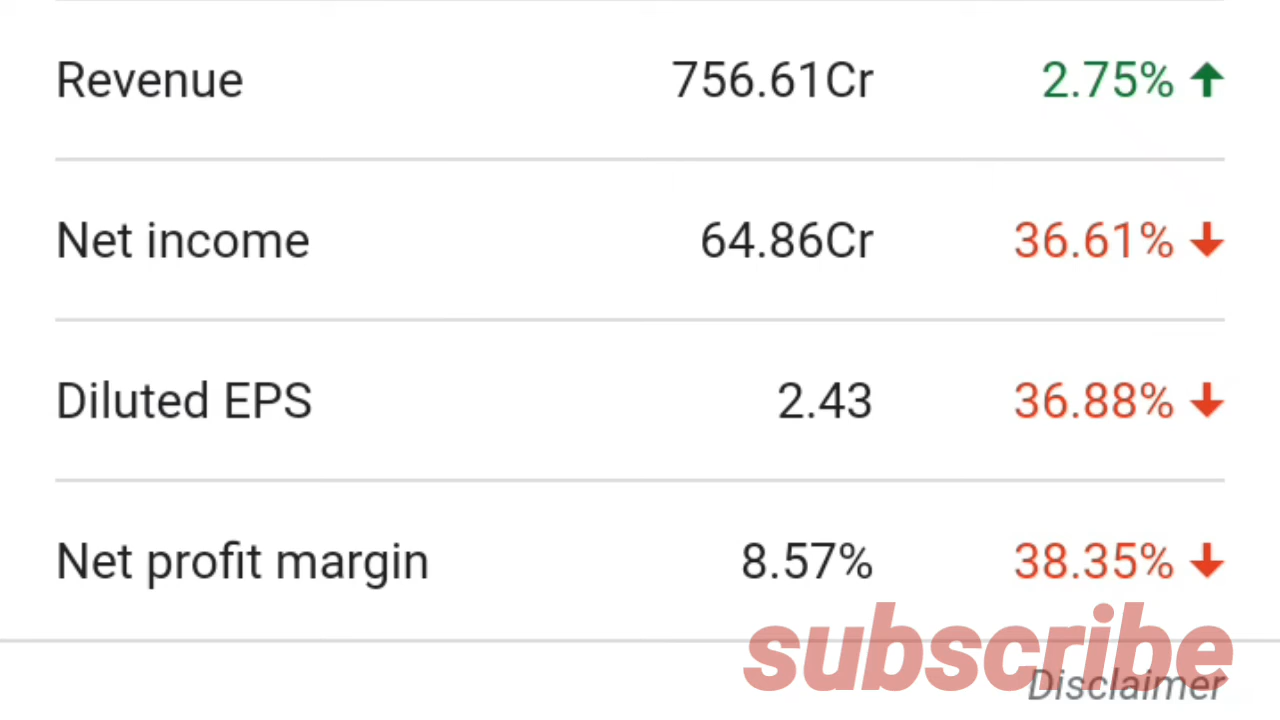 Revenue 756.61Cr 2.75% ↑
Net income 64.86Cr 36.61% ↓
Diluted EPS 2.43 36.88% ↓
Net profit margin 8.57% 38.35% ↓
subscribe
Disclaimer